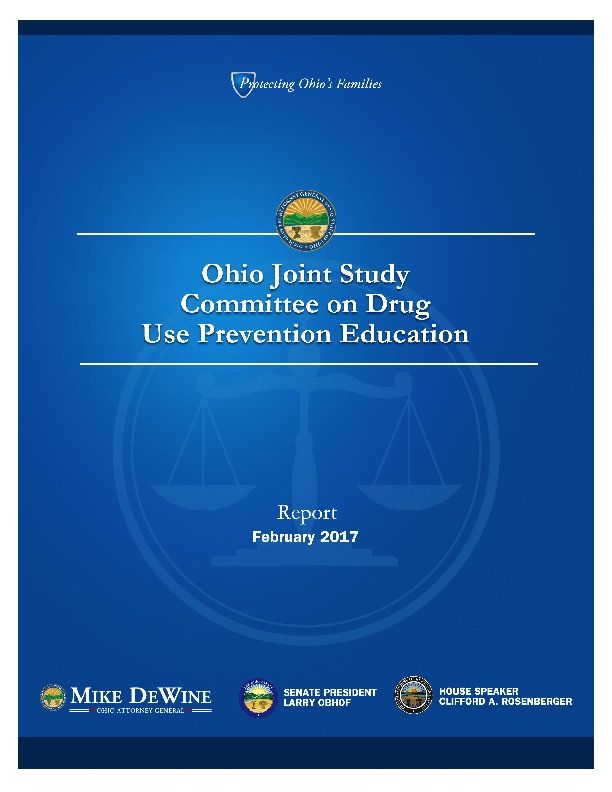 Protecting Ohio's Families
Ohio Joint Study
Committee on Drug
Use Prevention Education
Report
February 2017
MIKE DEWINE
OHIO ATTORNEY GENERAL
SENATE PRESIDENT
LARRY OBHOF
HOUSE SPEAKER
CLIFFORD A. ROSENBERGER